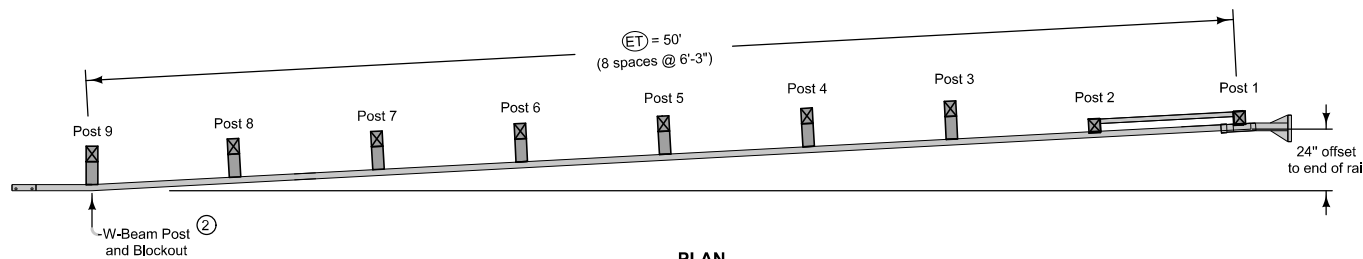 ET = 50'
(8 spaces @ 6'-3")
Post 1
Post 2
Post 3
Post 4
Post 5
Post 6
Post 7
Post 8
Post 9
24" offset
to end of rai
W-Beam Post 2
and Blockout
PLAN